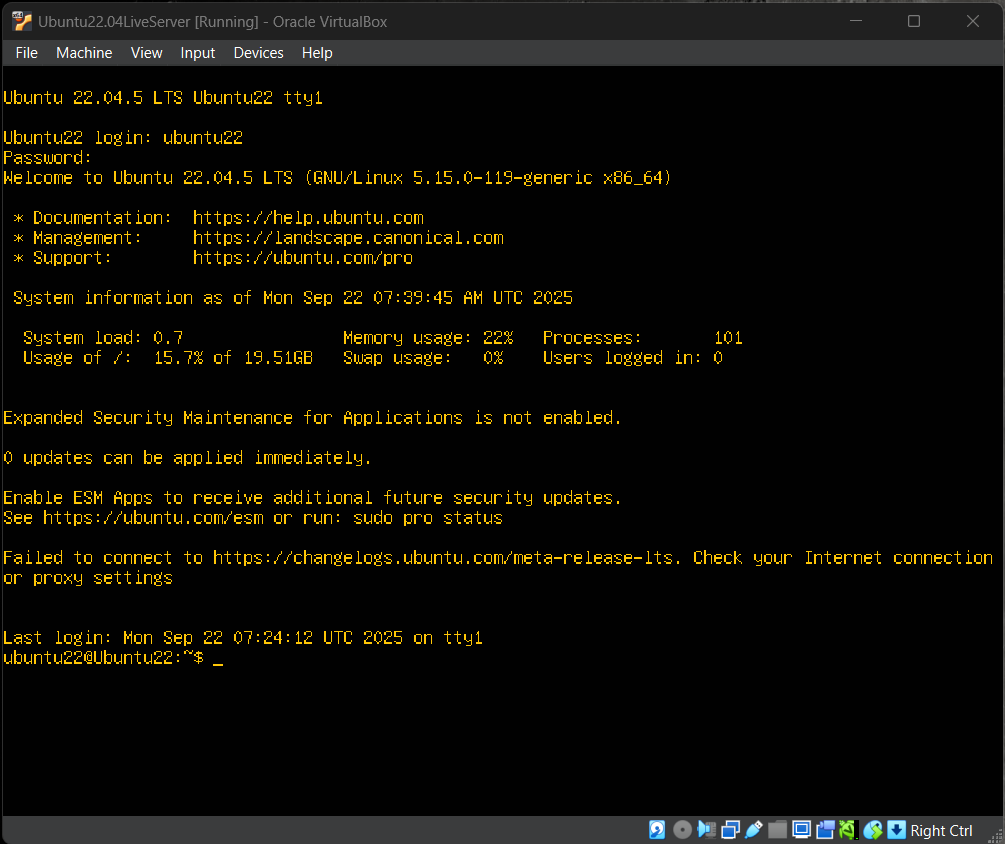 Ubuntu22.04LiveServer [Running] - Oracle VirtualBox
File Machine View Input Devices Help
Ubuntu 22.04.5 LTS Ubuntu22 tty1
Ubuntu22 login: ubuntu22
Password:
Welcome to Ubuntu 22.04.5 LTS (GNU/Linux 5.15.0-119-generic x86_64)
* Documentation: https://help.ubuntu.com
* Management: https://landscape.canonical.com
* Support: https://ubuntu.com/pro
System information as of Mon Sep 22 07:39:45 AM UTC 2025
System load: 0.7 Memory usage: 22% Processes: 101
Usage of /: 15.7% of 19.51GB Swap usage: 0% Users logged in: 0
Expanded Security Maintenance for Applications is not enabled.
0 updates can be applied immediately.
Enable ESM Apps to receive additional future security updates.
See https://ubuntu.com/esm or run: sudo pro status
Failed to connect to https://changelogs.ubuntu.com/meta-release-lts. Check your Internet connection
or proxy settings
Last login: Mon Sep 22 07:24:12 UTC 2025 on tty1
ubuntu22@Ubuntu22:~$ _
Right Ctrl